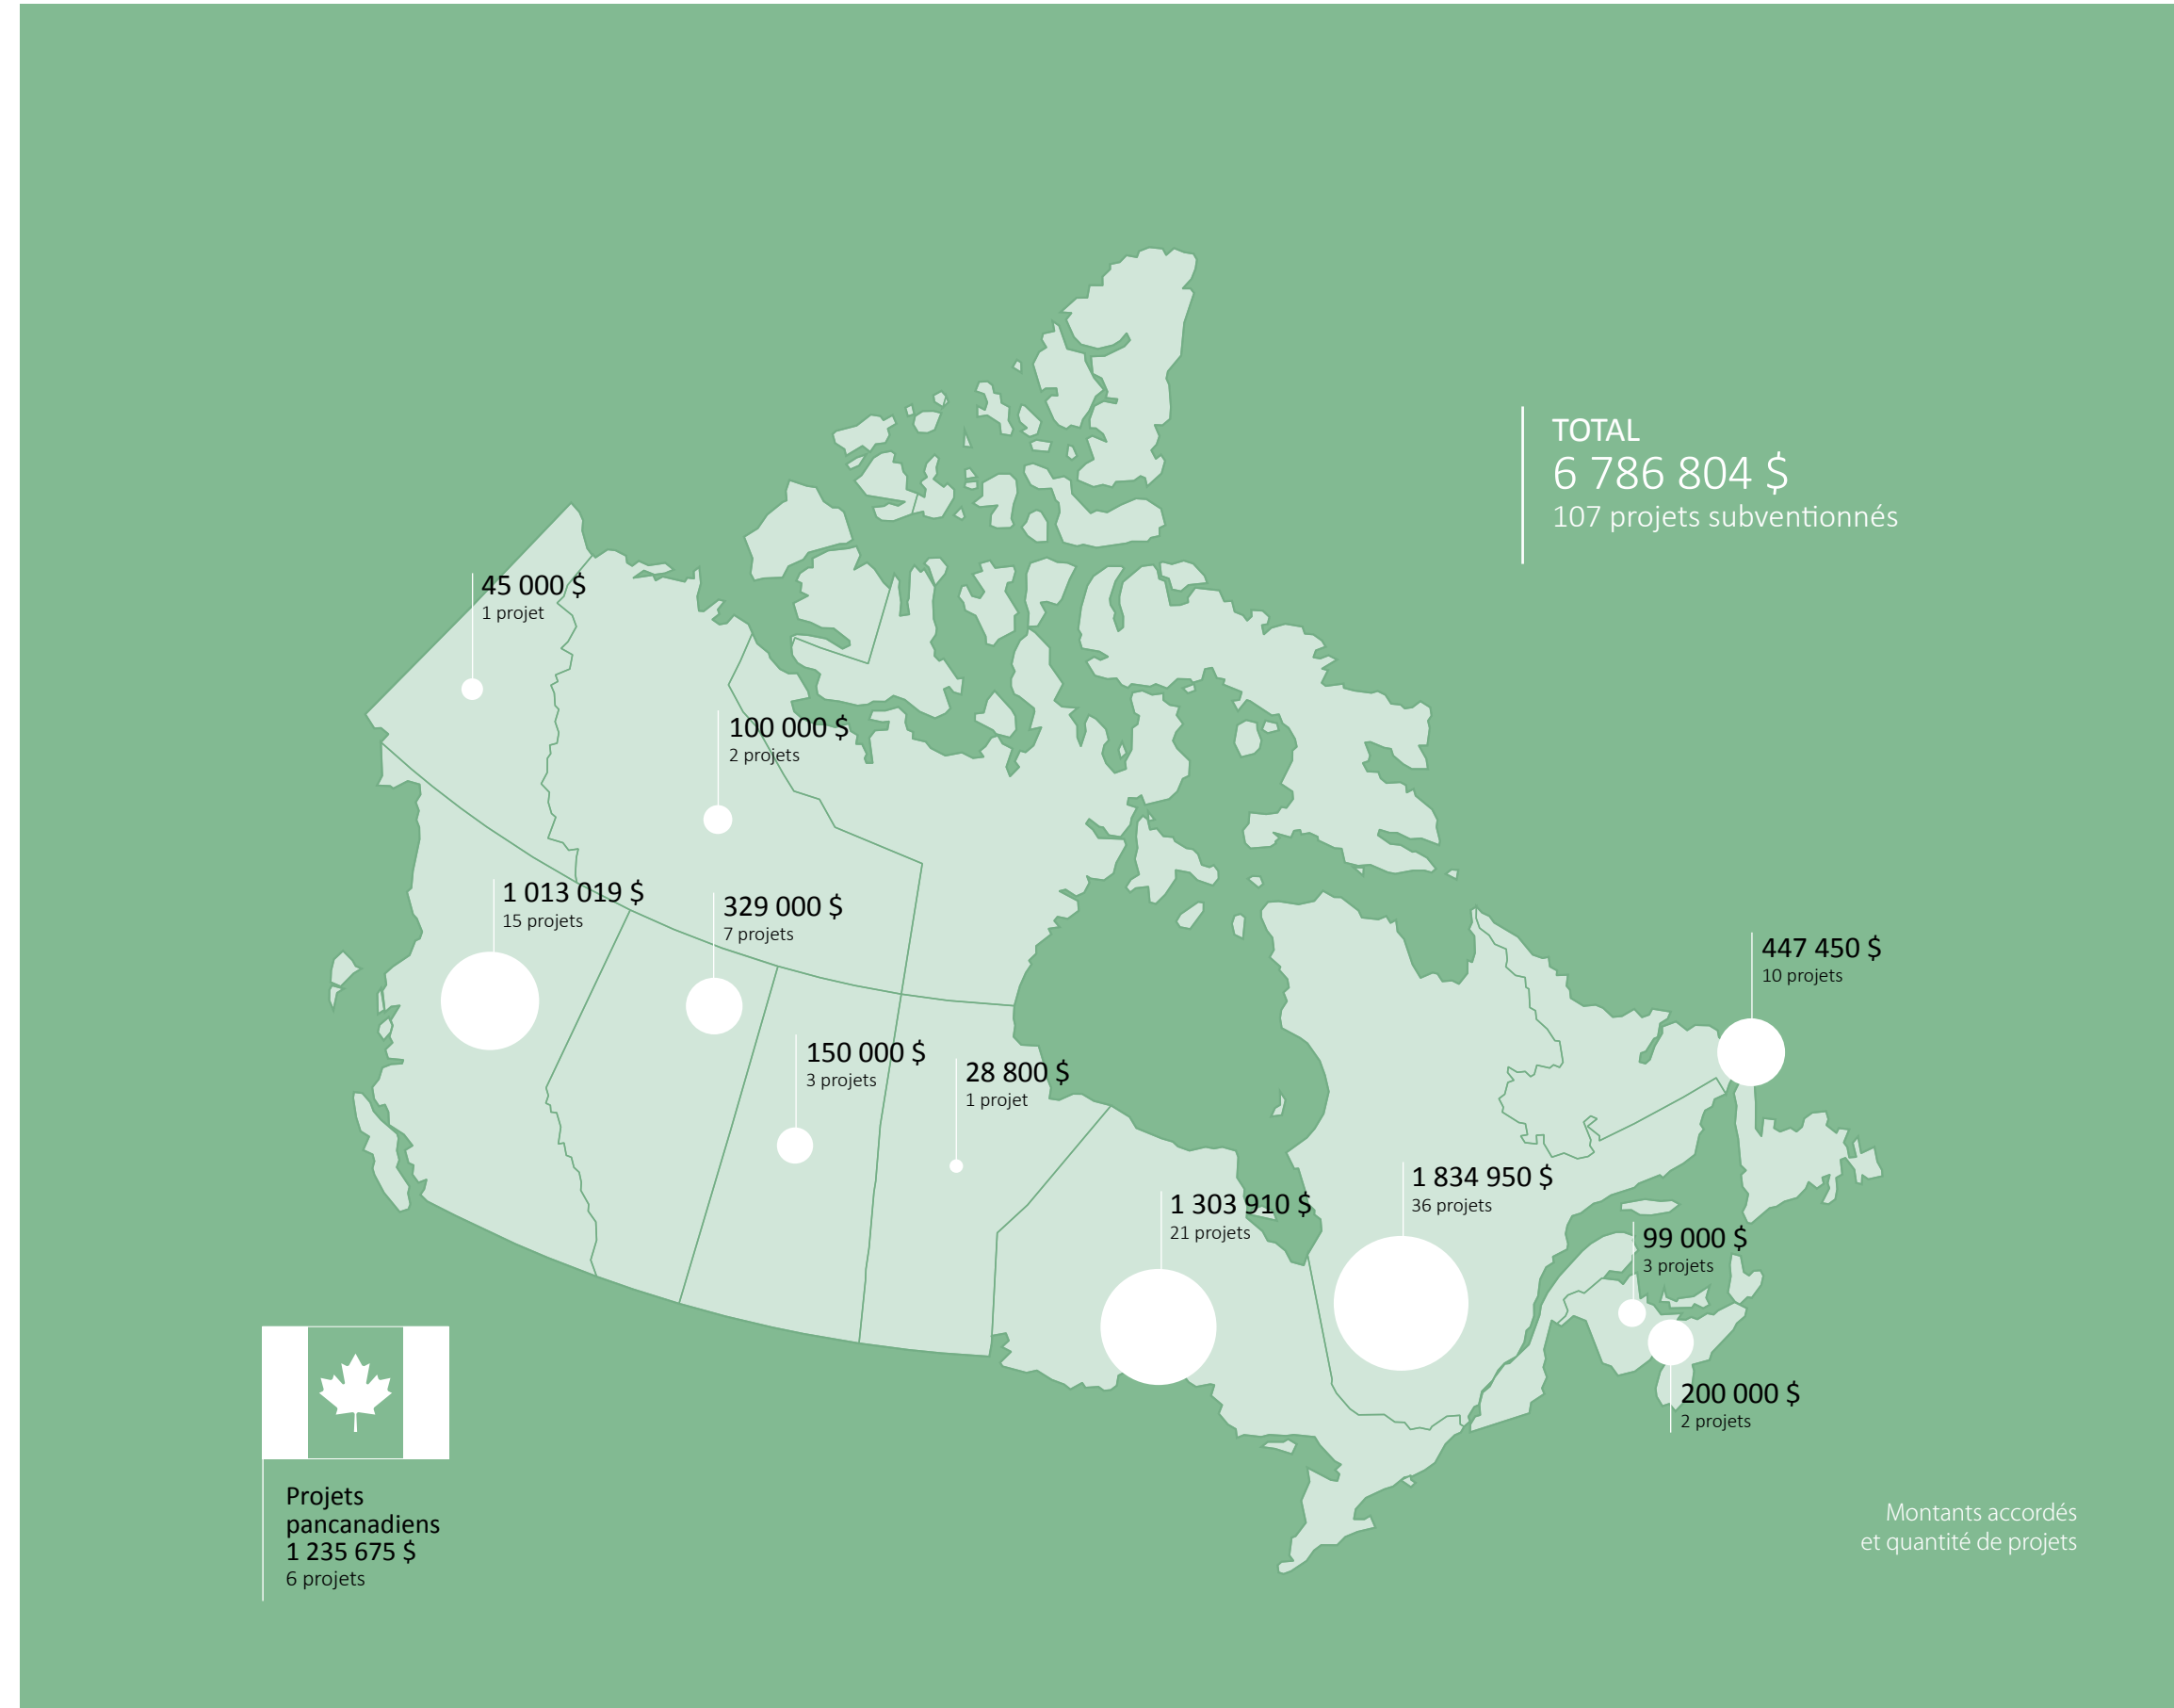 TOTAL
6 786 804 $
107 projets subventionnés
45 000 $
1 projet
100 000 $
2 projets
1 013 019 $
15 projets
329 000 $
7 projets
447 450 $
10 projets
150 000 $
3 projets
28 800 $
1 projet
1 834 950 $
36 projets
1 303 910 $
21 projets
99 000 $
3 projets
200 000 $
2 projets
Projets
pancanadiens
1 235 675 $
6 projets
Montants accordés
et quantité de projets